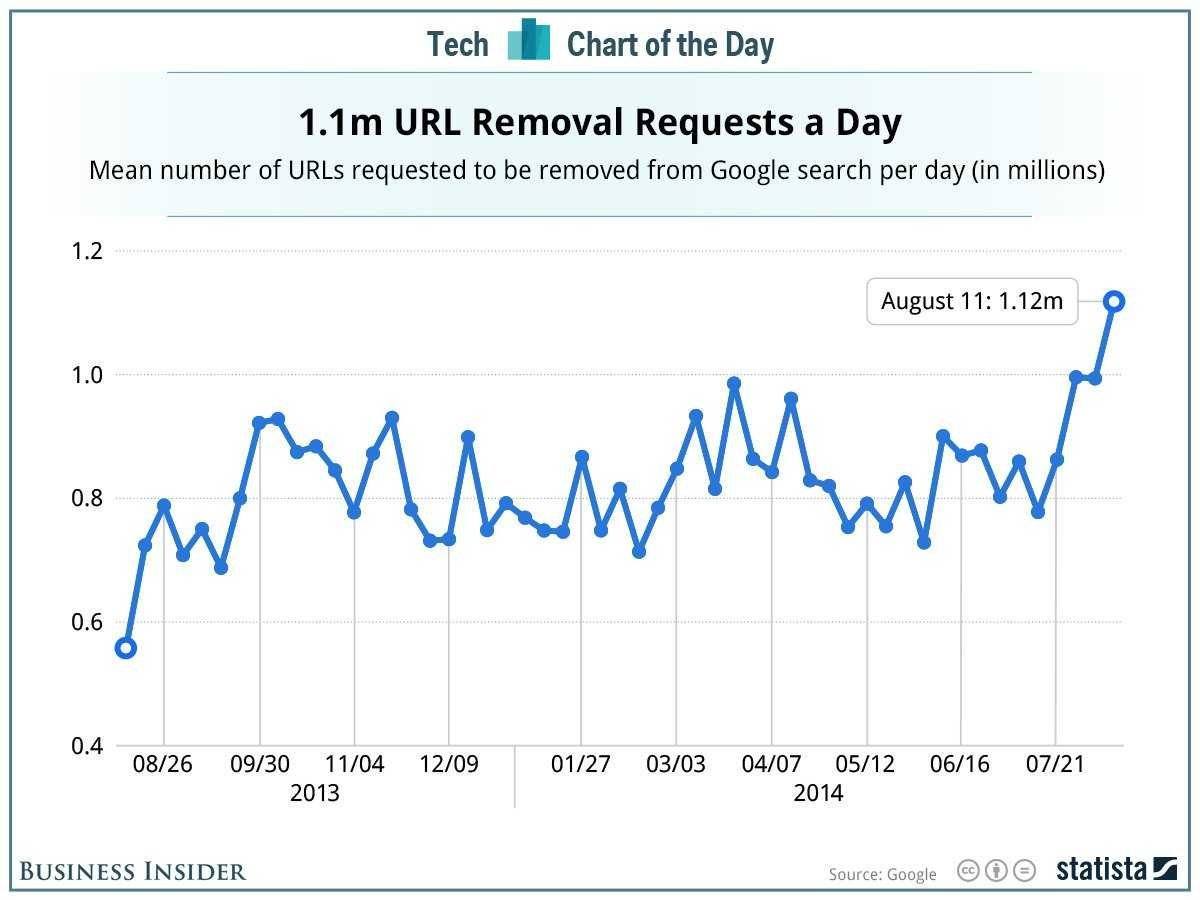 Tech Chart of the Day
1.1m URL Removal Requests a Day
Mean number of URLs requested to be removed from Google search per day (in millions)
1.2
August 11: 1.12m
1.0
0.8
0.6
0.4
08/26 09/30 11/04 12/09 01/27 03/03 04/07 05/12 06/16 07/21
2013 2014
BUSINESS INSIDER
Source: Google
cc
statista